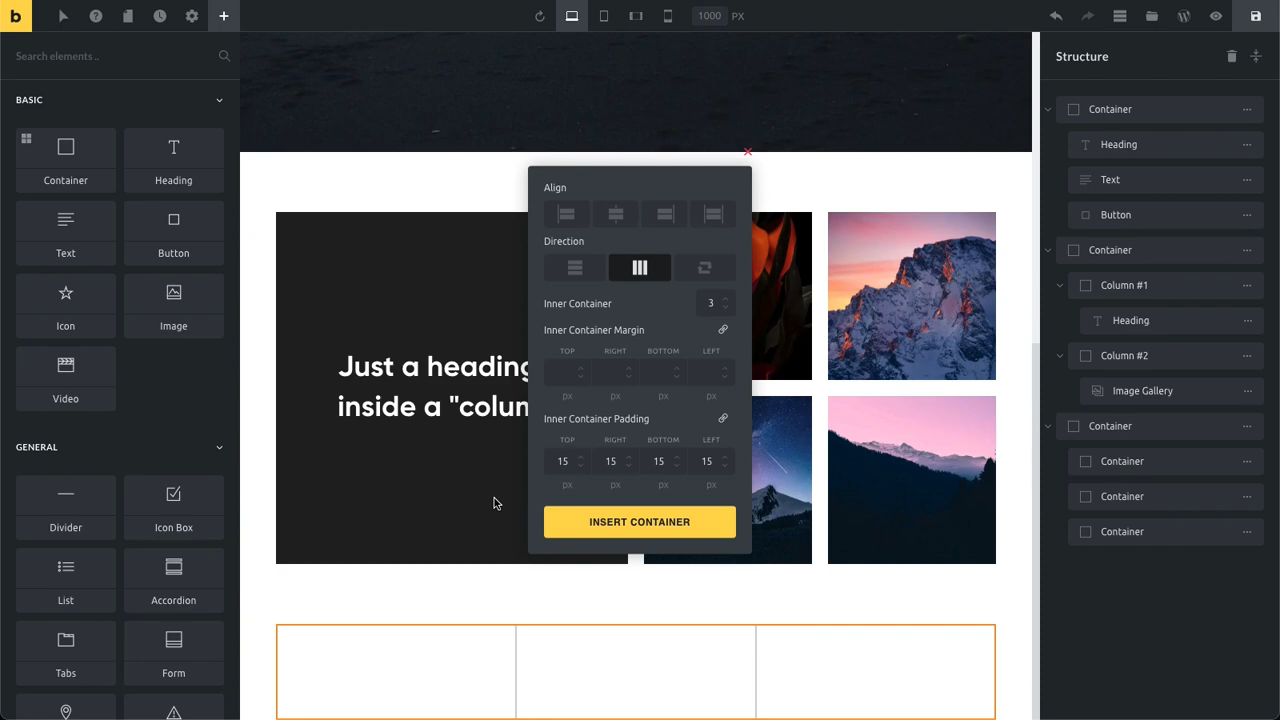 b
1000 PX
Search elements ..
BASIC
Container
Heading
Text
Button
Icon
Image
Video
GENERAL
Divider
Icon Box
List
Accordion
Tabs
Form
Just a heading
inside a "colum
Align
Direction
Inner Container
3
Inner Container Margin
TOP RIGHT BOTTOM LEFT
px px px px
Inner Container Padding
TOP RIGHT BOTTOM LEFT
15 15 15 15
px px px px
INSERT CONTAINER
Structure
Container
Heading
Text
Button
Container
Column #1
Heading
Column #2
Image Gallery
Container
Container
Container
Container